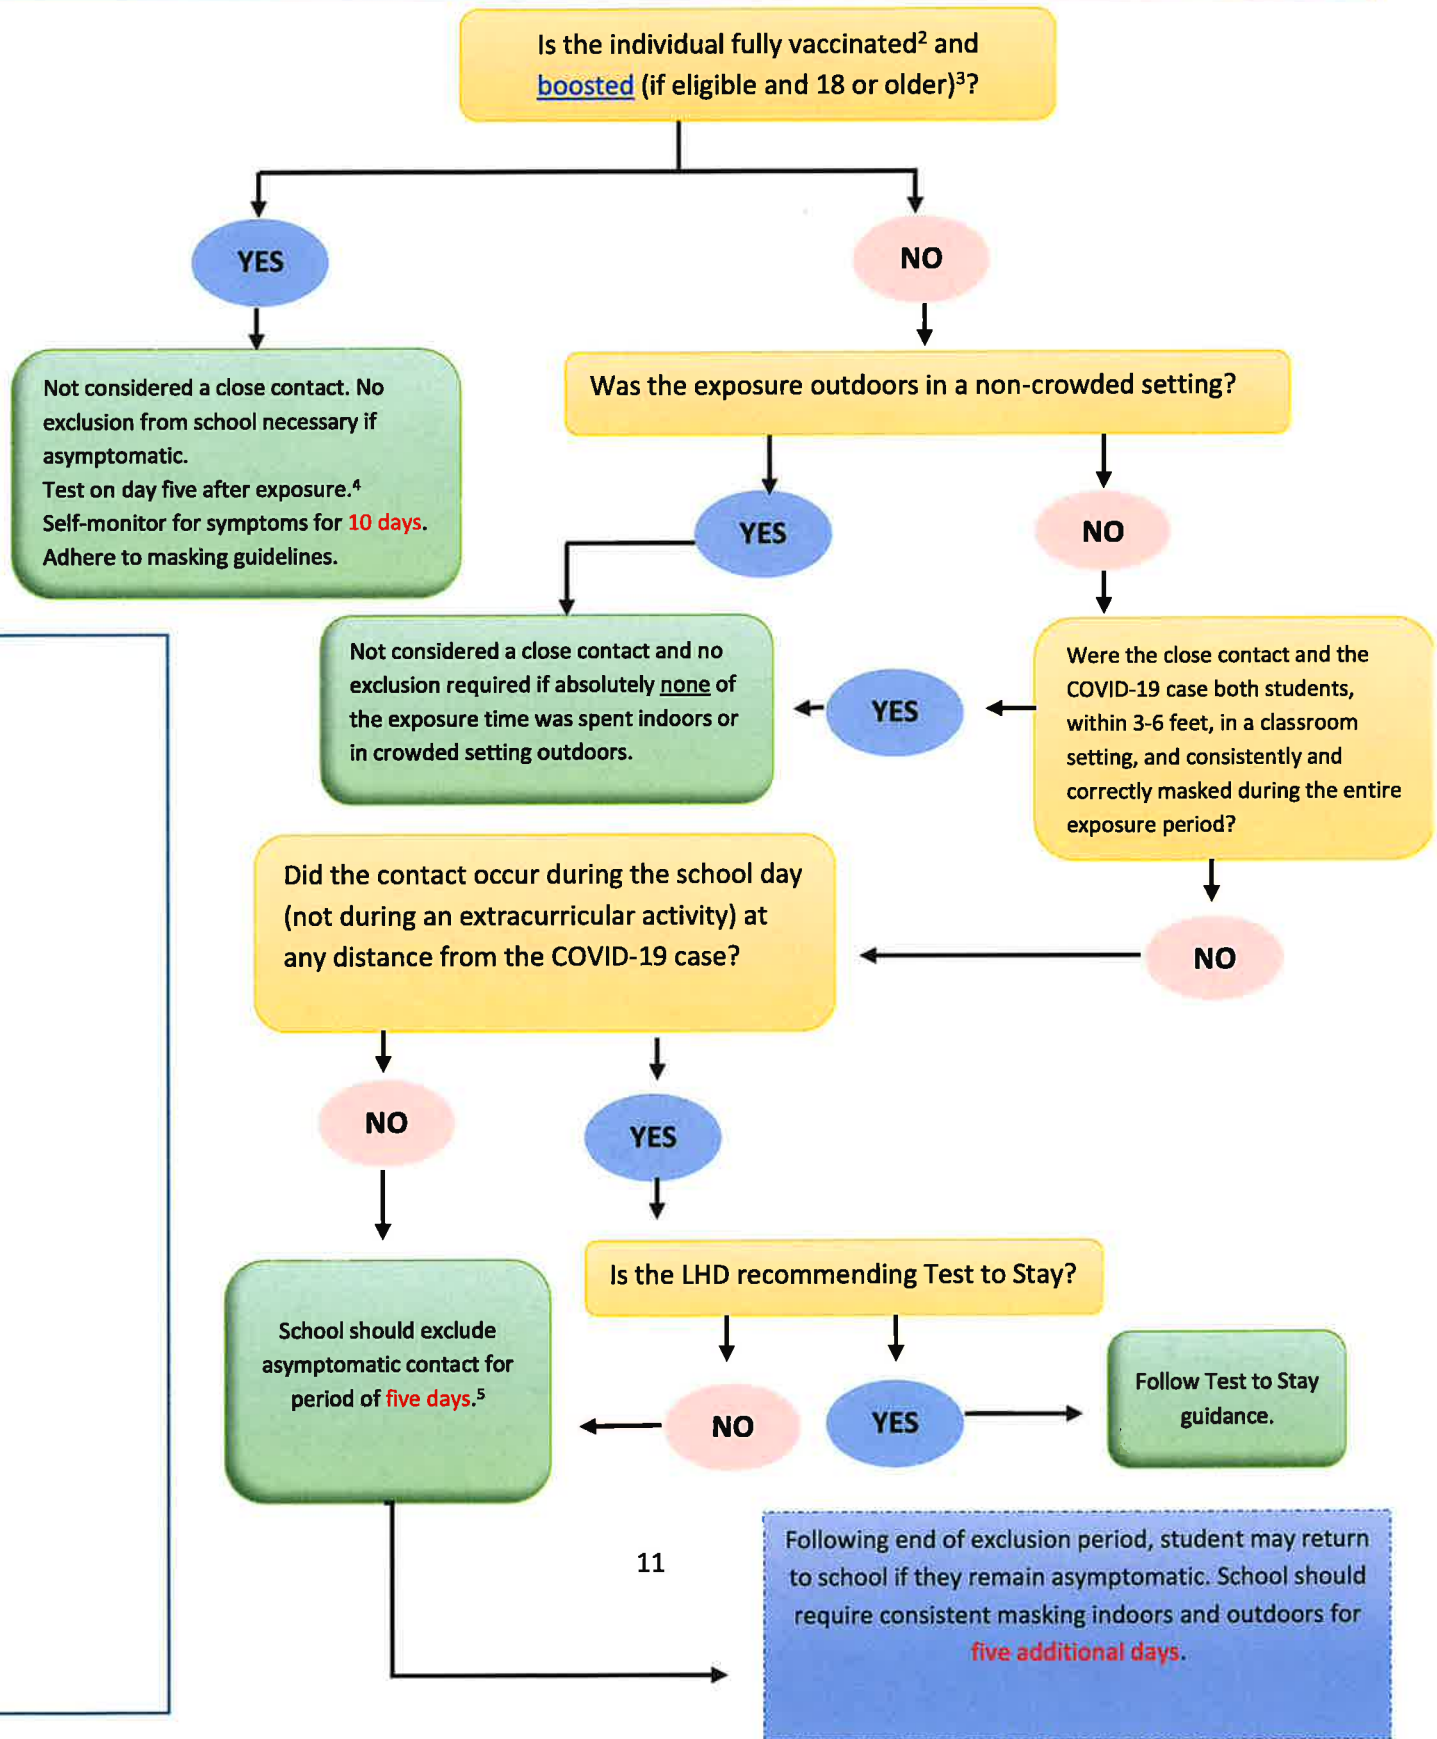 Is the individual fully vaccinated² and
boosted (if eligible and 18 or older)³?
YES
NO
Not considered a close contact. No
exclusion from school necessary if
asymptomatic.
Test on day five after exposure.⁴
Self-monitor for symptoms for 10 days.
Adhere to masking guidelines.
Was the exposure outdoors in a non-crowded setting?
YES
NO
Not considered a close contact and no
exclusion required if absolutely none of
the exposure time was spent indoors or
in crowded setting outdoors.
YES
Were the close contact and the
COVID-19 case both students,
within 3-6 feet, in a classroom
setting, and consistently and
correctly masked during the entire
exposure period?
NO
Did the contact occur during the school day
(not during an extracurricular activity) at
any distance from the COVID-19 case?
NO
YES
Is the LHD recommending Test to Stay?
School should exclude
asymptomatic contact for
period of five days.⁵
NO
YES
Follow Test to Stay
guidance.
Following end of exclusion period, student may return
to school if they remain asymptomatic. School should
require consistent masking indoors and outdoors for
five additional days.
11